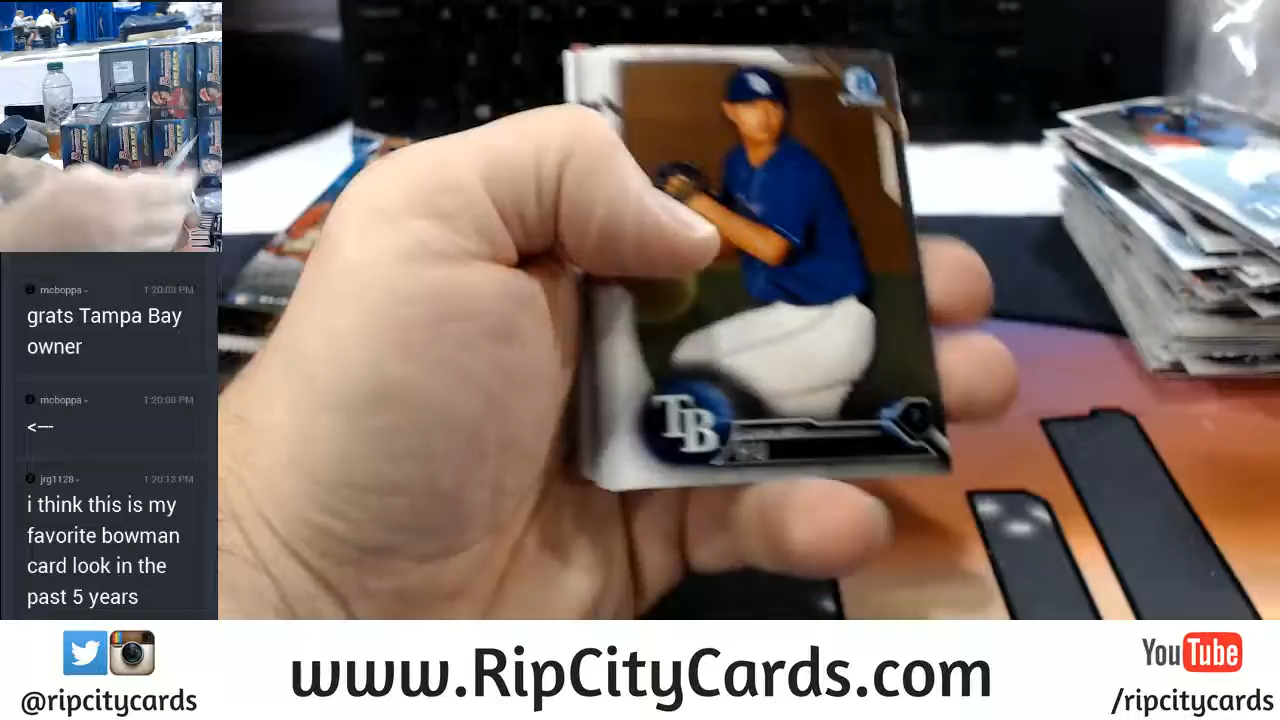 mcboppa- 1:20:03 PM
grats Tampa Bay
owner
mcboppa- 1:20:08 PM
<---
jrg1128- 1:20:13 PM
i think this is my
favorite bowman
card look in the
past 5 years
TB
www.RipCityCards.com
@ripcitycards
YouTube
/ripcitycards